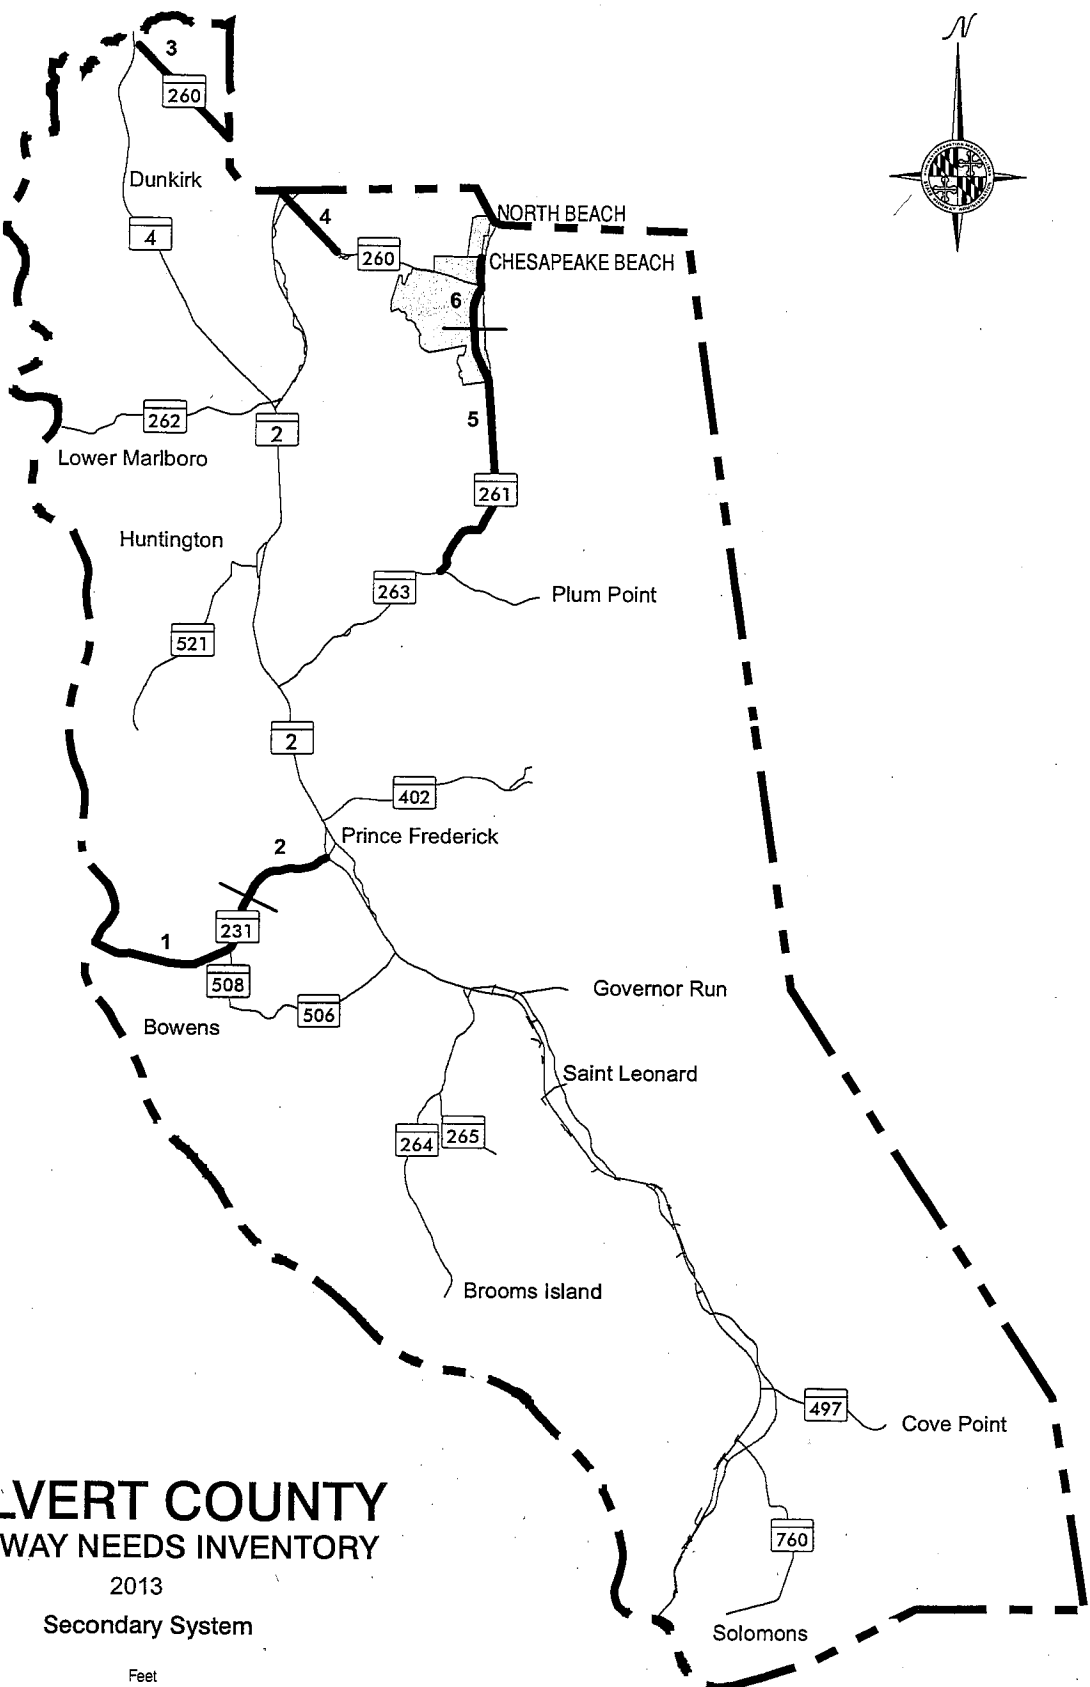 N
3
260
Dunkirk
4
NORTH BEACH
4
260
CHESAPEAKE BEACH
6
262
2
5
Lower Marlboro
261
Huntington
263
Plum Point
521
2
402
Prince Frederick
2
231
1
508
Governor Run
506
Bowens
Saint Leonard
264
265
Brooms Island
497
Cove Point
LVERT COUNTY
WAY NEEDS INVENTORY
760
2013
Secondary System
Solomons
Feet